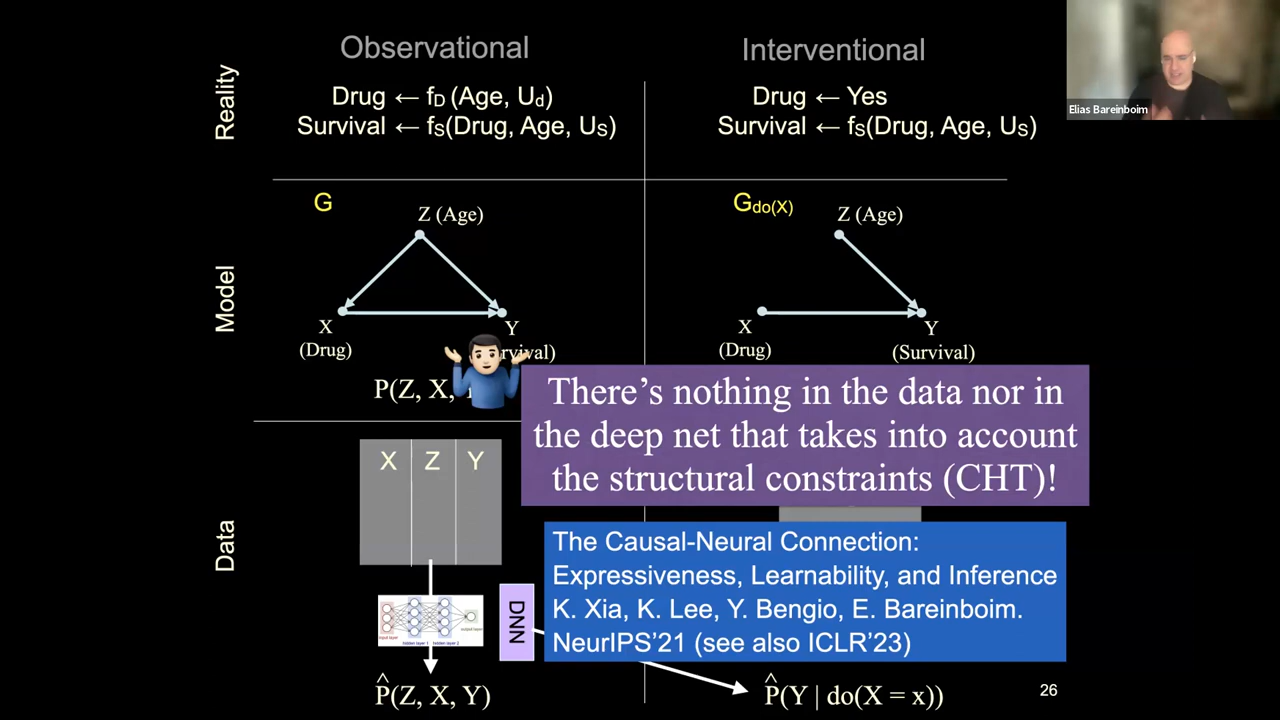 Observational
Interventional
Elias Bareinboim
Reality
Drug ← fD (Age, Ud)
Survival ← fS(Drug, Age, US)
Drug ← Yes
Survival ← fS(Drug, Age, US)
Model
G
Z (Age)
X
(Drug)
Y
rvival)
P(Z, X,
Gdo(X)
Z (Age)
X
(Drug)
Y
(Survival)
There's nothing in the data nor in
the deep net that takes into account
the structural constraints (CHT)!
Data
X Z Y
DNN
The Causal-Neural Connection:
Expressiveness, Learnability, and Inference
K. Xia, K. Lee, Y. Bengio, E. Bareinboim.
NeurIPS'21 (see also ICLR'23)
P̂(Z, X, Y)
P̂(Y | do(X = x))
26